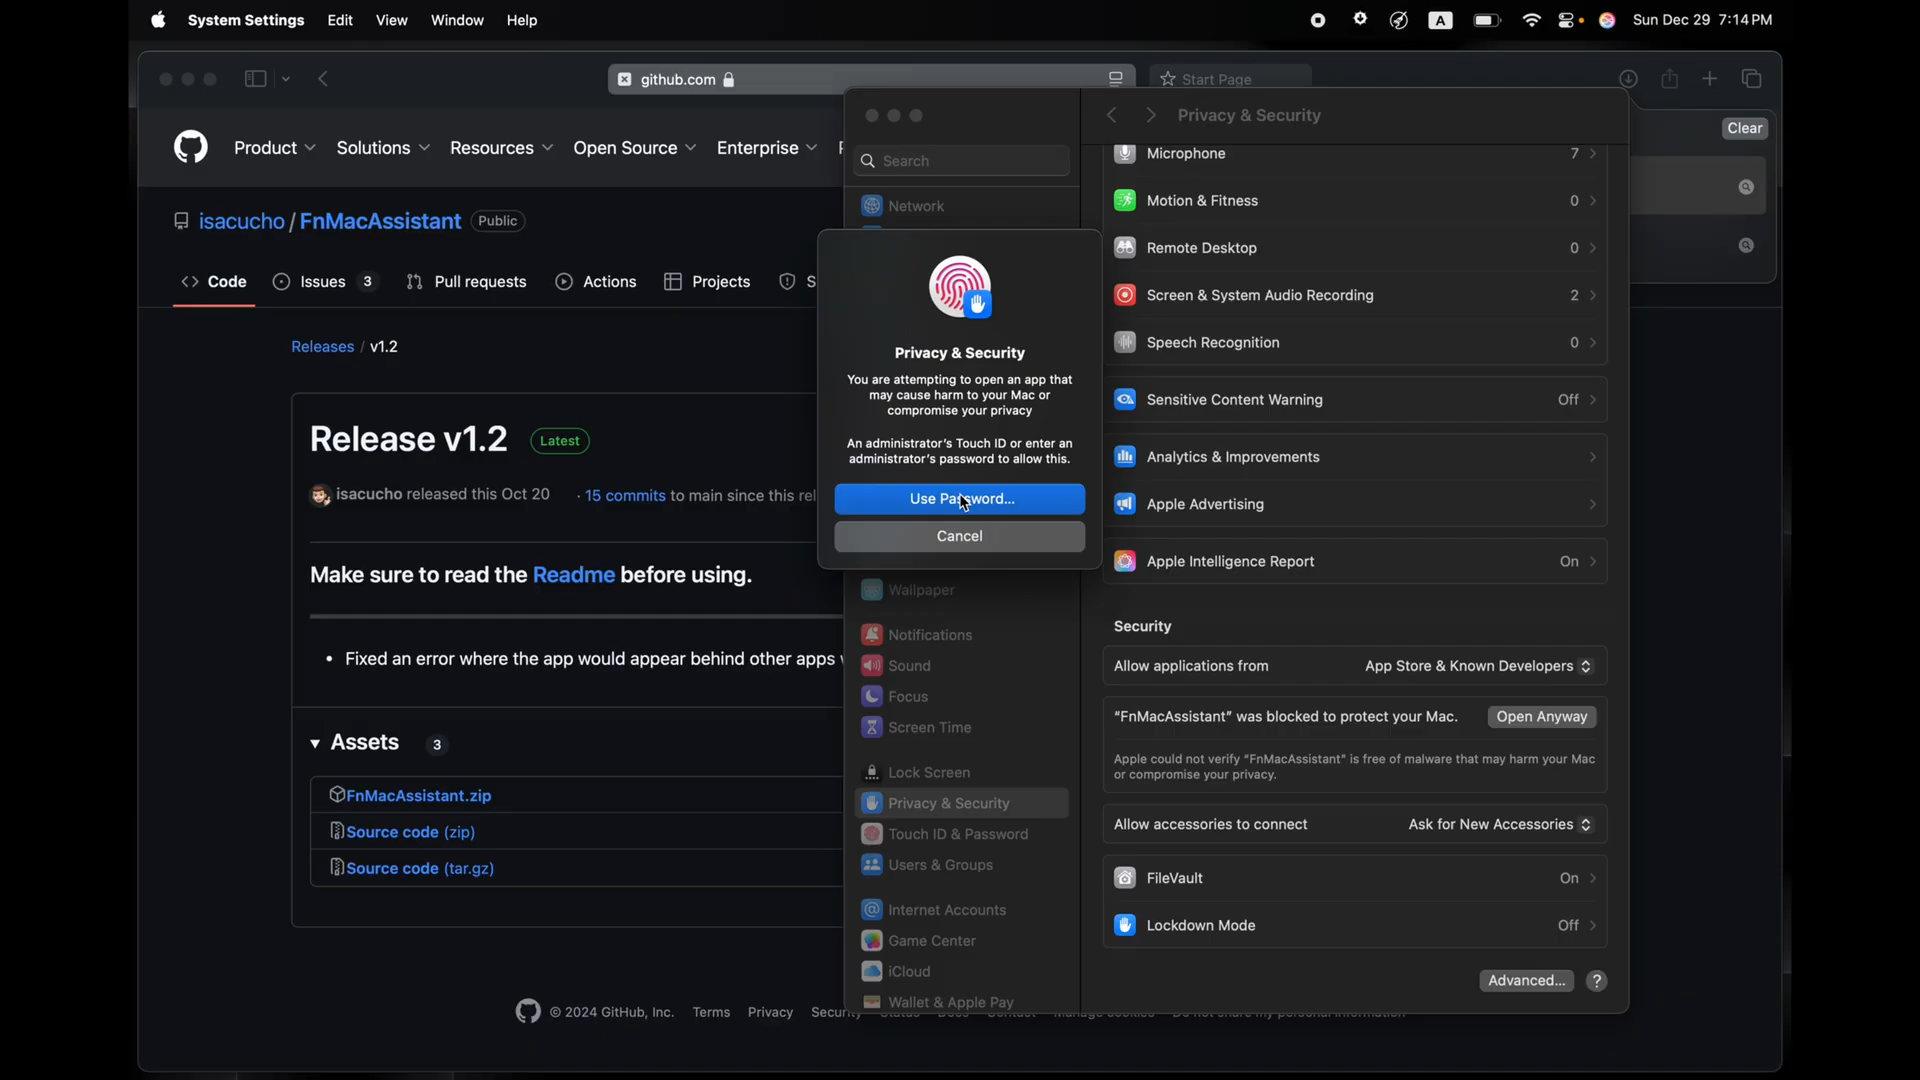 System Settings Edit View Window Help
A Sun Dec 29 7:14 PM
github.com
Start Page
Product Solutions Resources Open Source Enterprise
Clear
isacucho / FnMacAssistant Public
Code Issues 3 Pull requests Actions Projects
Releases / v1.2
Release v1.2 Latest
isacucho released this Oct 20 · 15 commits to main since this rel
Make sure to read the Readme before using.
• Fixed an error where the app would appear behind other apps
Assets 3
FnMacAssistant.zip
Source code (zip)
Source code (tar.gz)
© 2024 GitHub, Inc. Terms Privacy Security
Search
Network
Privacy & Security
You are attempting to open an app that
may cause harm to your Mac or
compromise your privacy
An administrator's Touch ID or enter an
administrator's password to allow this.
Use Password...
Cancel
Wallpaper
Notifications
Sound
Focus
Screen Time
Lock Screen
Privacy & Security
Touch ID & Password
Users & Groups
Internet Accounts
Game Center
iCloud
Wallet & Apple Pay
Privacy & Security
Microphone 7
Motion & Fitness 0
Remote Desktop 0
Screen & System Audio Recording 2
Speech Recognition 0
Sensitive Content Warning Off
Analytics & Improvements
Apple Advertising
Apple Intelligence Report On
Security
Allow applications from App Store & Known Developers
"FnMacAssistant" was blocked to protect your Mac. Open Anyway
Apple could not verify "FnMacAssistant" is free of malware that may harm your Mac
or compromise your privacy.
Allow accessories to connect Ask for New Accessories
FileVault On
Lockdown Mode Off
Advanced... ?